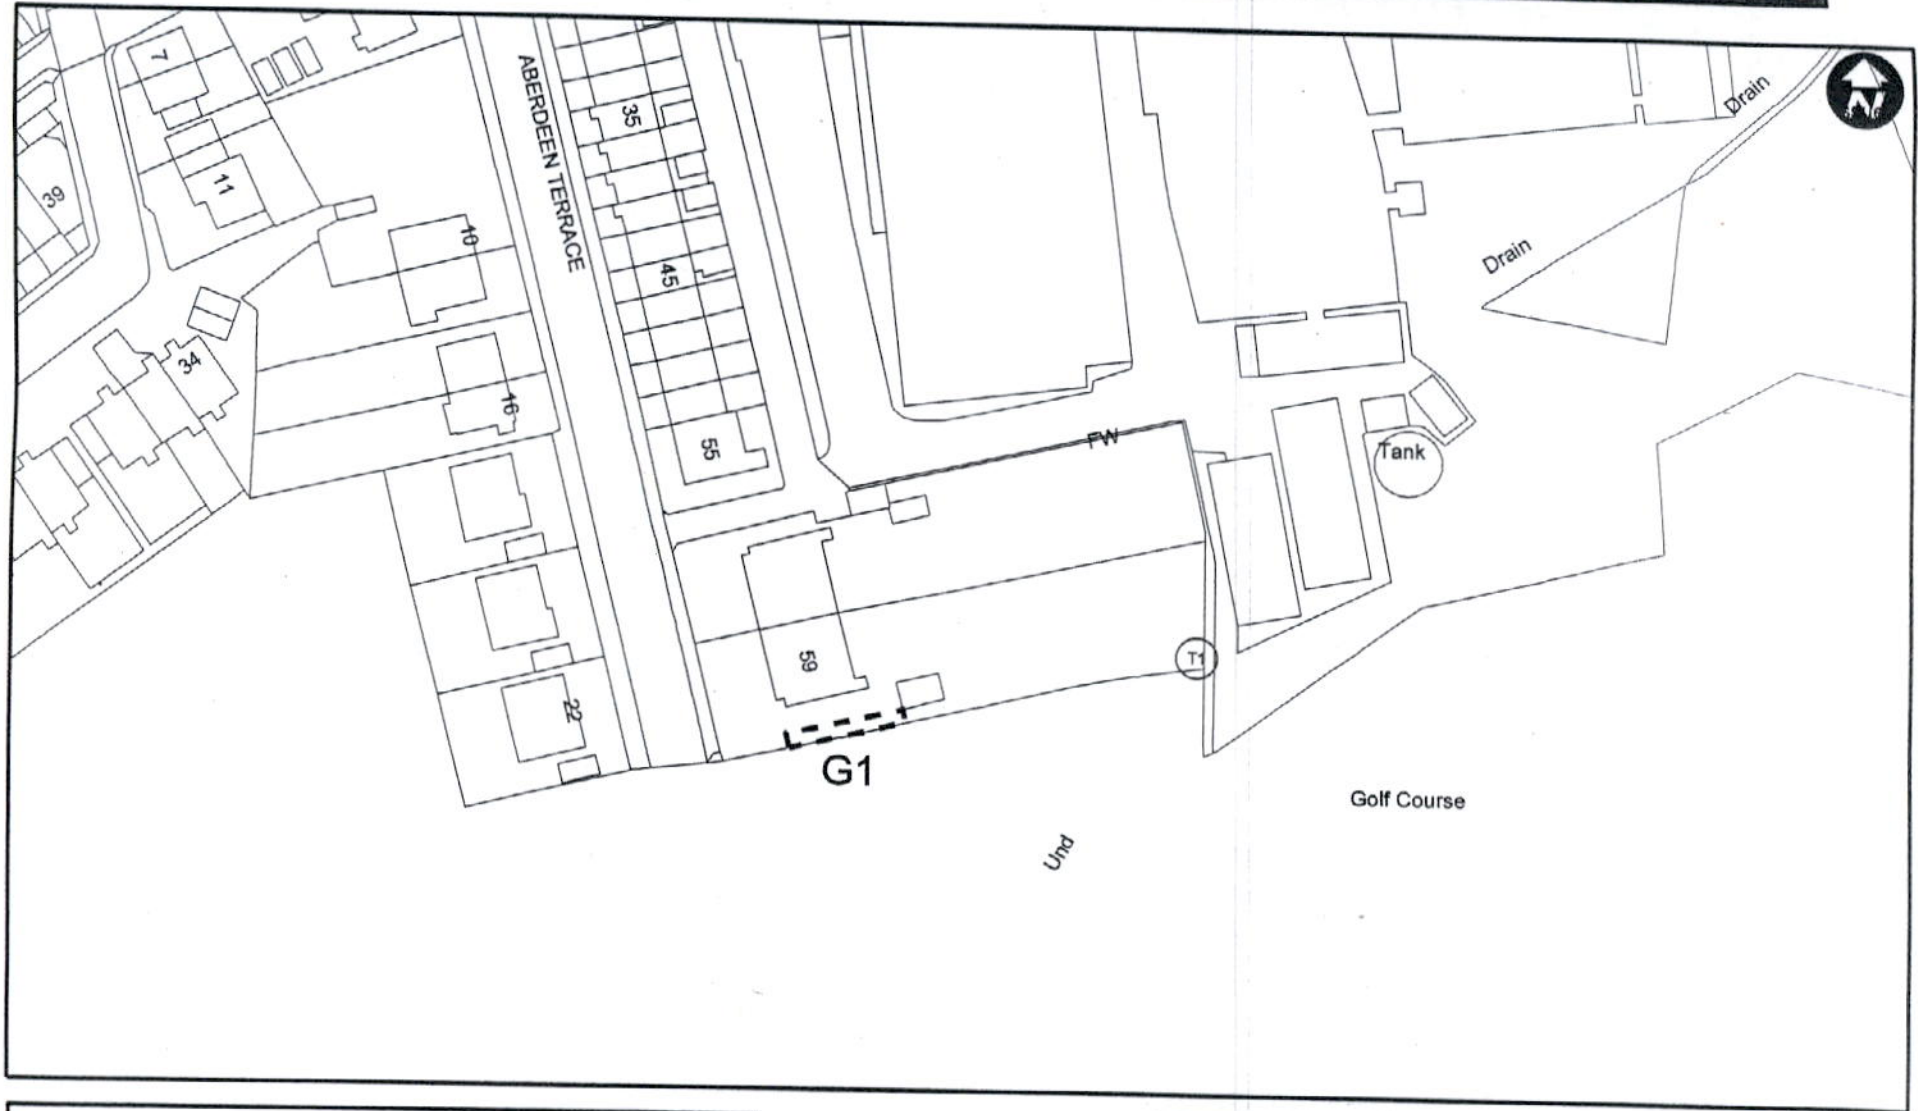 7
ABERDEEN TERRACE
35
Drain
N
39
11
10
45
Drain
34
16
55
FW
Tank
59
T1
22
G1
Golf Course
Und